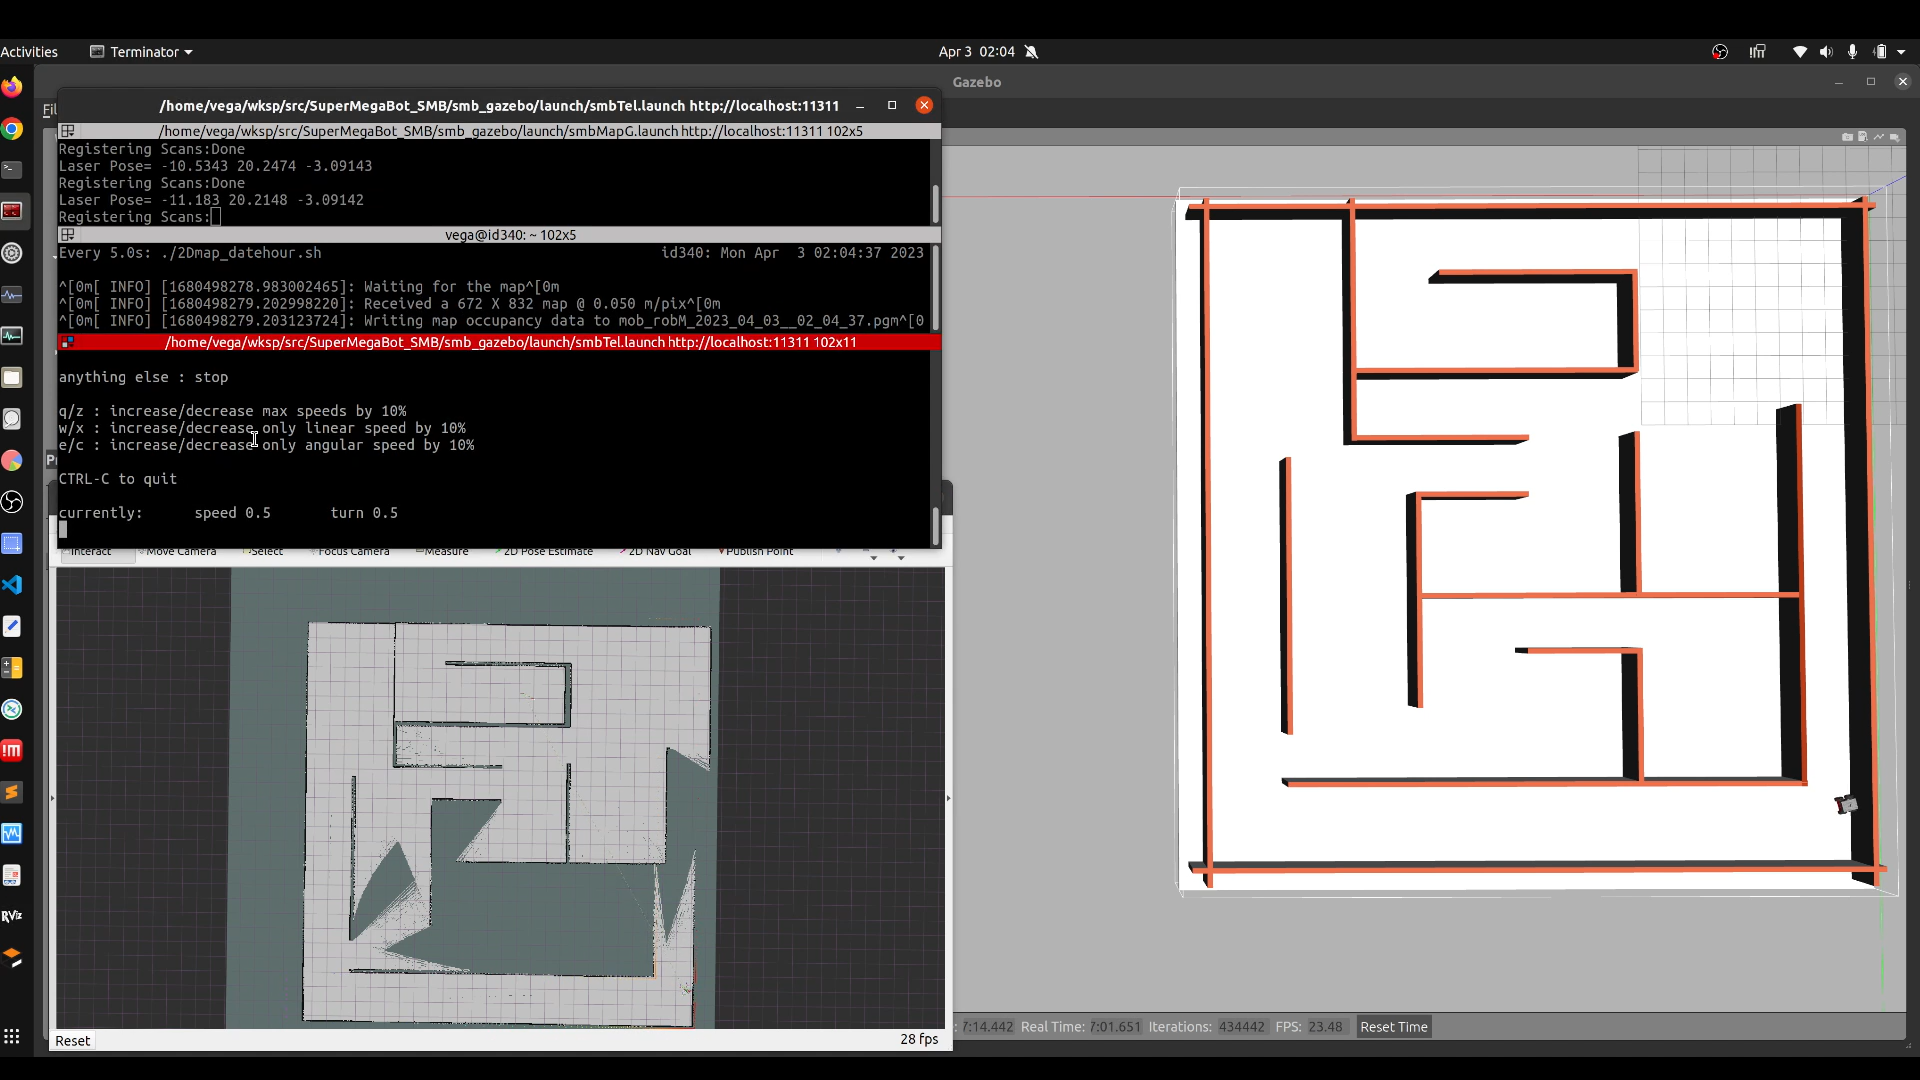 Activities
Terminator
Apr 3 02:04
Gazebo
Fil
/home/vega/wksp/src/SuperMegaBot_SMB/smb_gazebo/launch/smbTel.launch http://localhost:11311
/home/vega/wksp/src/SuperMegaBot_SMB/smb_gazebo/launch/smbMapG.launch http://localhost:11311 102x5
Registering Scans:Done
Laser Pose= -10.5343 20.2474 -3.09143
Registering Scans:Done
Laser Pose= -11.183 20.2148 -3.09142
Registering Scans:
vega@id340: ~ 102x5
Every 5.0s: ./2Dmap_datehour.sh id340: Mon Apr 3 02:04:37 2023
^[0m[ INFO] [1680498278.983002465]: Waiting for the map^[0m
^[0m[ INFO] [1680498279.202998220]: Received a 672 X 832 map @ 0.050 m/pix^[0m
^[0m[ INFO] [1680498279.203123724]: Writing map occupancy data to mob_robM_2023_04_03__02_04_37.pgm^[0
/home/vega/wksp/src/SuperMegaBot_SMB/smb_gazebo/launch/smbTel.launch http://localhost:11311 102x11
anything else : stop
q/z : increase/decrease max speeds by 10%
w/x : increase/decrease only linear speed by 10%
e/c : increase/decrease only angular speed by 10%
CTRL-C to quit
currently: speed 0.5 turn 0.5
Interact Move Camera Select Focus Camera Measure 2D Pose Estimate 2D Nav Goal Publish Point
RViz
Reset
28 fps
: 7:14.442 Real Time: 7:01.651 Iterations: 434442 FPS: 23.48 Reset Time